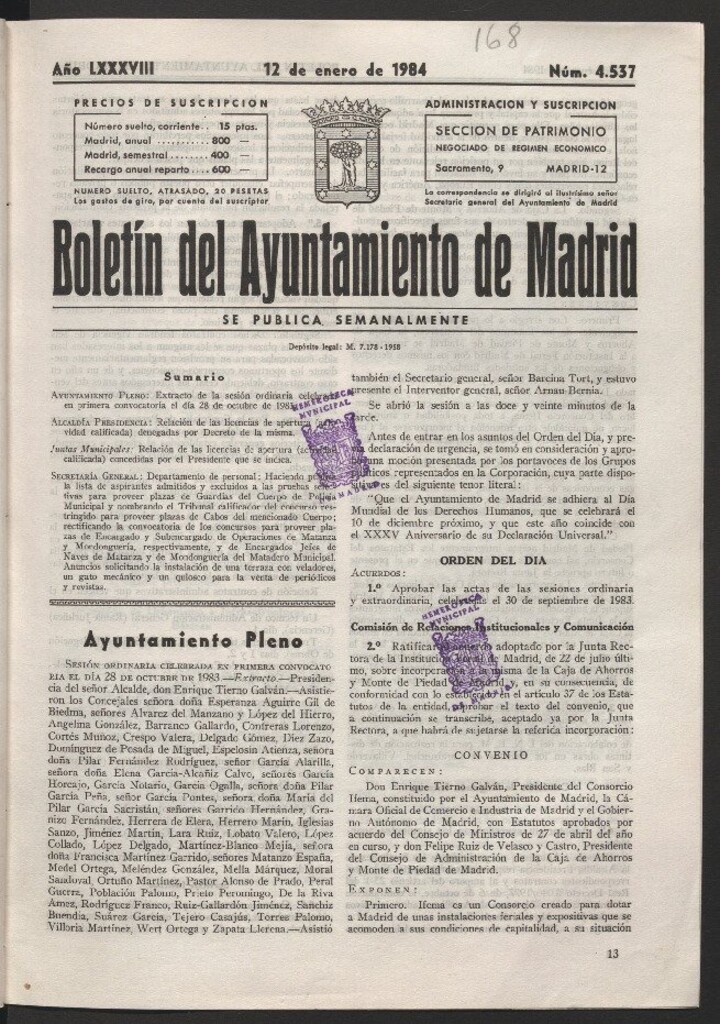 168
Año LXXXVIII 12 de enero de 1984 Núm. 4.537
PRECIOS DE SUSCRIPCION
Número suelto, corriente.. 15 ptas.
Madrid, anual ........... 800 —
Madrid, semestral ........ 400 —
Recargo anual reparto.... 600 —
NUMERO SUELTO, ATRASADO, 20 PESETAS
Los gastos de giro, por cuenta del suscriptor
ADMINISTRACION Y SUSCRIPCION
SECCION DE PATRIMONIO
NEGOCIADO DE REGIMEN ECONOMICO
Sacramento, 9 MADRID-12
La correspondencia se dirigirá al ilustrísimo señor
Secretario general del Ayuntamiento de Madrid
Boletín del Ayuntamiento de Madrid
SE PUBLICA SEMANALMENTE
Depósito legal: M. 7.178 - 1958
Sumario
AYUNTAMIENTO PLENO: Extracto de la sesión ordinaria celebrada
en primera convocatoria el día 28 de octubre de 1983.
ALCALDÍA PRESIDENCIA: Relación de las licencias de apertura (acti-
vidad calificada) denegadas por Decreto de la misma.
Juntas Municipales: Relación de las licencias de apertura (actividad
calificada) concedidas por el Presidente que se indica.
SECRETARÍA GENERAL: Departamento de personal: Haciendo pública
la lista de aspirantes admitidos y excluidos a las pruebas selec-
tivas para proveer plazas de Guardias del Cuerpo de Policía
Municipal y nombrando el Tribunal calificador del concurso res-
tringido para proveer plazas de Cabos del mencionado Cuerpo;
rectificando la convocatoria de los concursos para proveer pla-
zas de Encargado y Subencargado de Operaciones de Matanza
y Mondonguería, respectivamente, y de Encargados Jefes de
Naves de Matanza y de Mondonguería del Matadero Municipal.
Anuncios solicitando la instalación de una terraza con veladores,
un gato mecánico y un quiosco para la venta de periódicos
y revistas.
Ayuntamiento Pleno
SESIÓN ORDINARIA CELEBRADA EN PRIMERA CONVOCATO-
RIA EL DÍA 28 DE OCTUBRE DE 1983.—Extracto.—Presiden-
cia del señor Alcalde, don Enrique Tierno Galván.—Asistie-
ron los Concejales señora doña Esperanza Aguirre Gil de
Biedma, señores Alvarez del Manzano y López del Hierro,
Angelina González, Barranco Gallardo, Contreras Lorenzo,
Cortés Muñoz, Crespo Valera, Delgado Gómez, Díez Zazo,
Domínguez de Posada de Miguel, Espelosín Atienza, señora
doña Pilar Fernández Rodríguez, señor García Alarilla,
señora doña Elena García-Alcañiz Calvo, señores García
Horcajo, García Notario, García Ogalla, señora doña Pilar
García Peña, señor García Pontes, señora doña María del
Pilar García Sacristán, señores Garrido Hernández, Gra-
nizo Fernández, Herrera de Elera, Herrero Marín, Iglesias
Sanzo, Jiménez Martín, Lara Ruiz, Lobato Valero, López
Collado, López Delgado, Martínez-Blanco Mejía, señora
doña Francisca Martínez Garrido, señores Matanzo España,
Medel Ortega, Meléndez González, Mella Márquez, Moral
Sandoval, Ortuño Martínez, Pastor Alonso de Prado, Peral
Guerra, Población Palomo, Prieto Peromingo, De la Riva
Amez, Rodríguez Franco, Ruiz-Gallardón Jiménez, Sanchiz
Buendía, Suárez García, Tejero Casajús, Torres Palomo,
Villoria Martínez, Wert Ortega y Zapata Llerena.—Asistió
también el Secretario general, señor Barcina Tort, y estuvo
presente el Interventor general, señor Arnau Bernia.
Se abrió la sesión a las doce y veinte minutos de la
tarde.
Antes de entrar en los asuntos del Orden del Día, y pre-
via declaración de urgencia, se tomó en consideración y apro-
bó una moción presentada por los portavoces de los Grupos
políticos representados en la Corporación, cuya parte dispo-
sitiva es del siguiente tenor literal:
"Que el Ayuntamiento de Madrid se adhiera al Día
Mundial de los Derechos Humanos, que se celebrará el
10 de diciembre próximo, y que este año coincide con
el XXXV Aniversario de su Declaración Universal."
ORDEN DEL DIA
ACUERDOS:
1.º Aprobar las actas de las sesiones ordinaria
y extraordinaria, celebradas el 30 de septiembre de 1983.
Comisión de Relaciones Institucionales y Comunicación
2.º Ratificar el acuerdo adoptado por la Junta Rec-
tora de la Institución Ferial de Madrid, de 22 de julio últi-
mo, sobre incorporación a la misma de la Caja de Ahorros
y Monte de Piedad de Madrid y, en su consecuencia, de
conformidad con lo establecido en el artículo 37 de los Esta-
tutos de la entidad, aprobar el texto del convenio, que
a continuación se transcribe, aceptado ya por la Junta
Rectora, a que habrá de sujetarse la referida incorporación:
CONVENIO
COMPARECEN:
Don Enrique Tierno Galván, Presidente del Consorcio
Ifema, constituido por el Ayuntamiento de Madrid, la Cá-
mara Oficial de Comercio e Industria de Madrid y el Gobier-
no Autónomo de Madrid, con Estatutos aprobados por
acuerdo del Consejo de Ministros de 27 de abril del año
en curso, y don Felipe Ruiz de Velasco y Castro, Presidente
del Consejo de Administración de la Caja de Ahorros
y Monte de Piedad de Madrid.
EXPONEN:
Primero. Ifema es un Consorcio creado para dotar
a Madrid de unas instalaciones feriales y expositivas que se
acomoden a sus condiciones de capitalidad, a su situación
13
HEMEROTECA
MUNICIPAL
MADRID
HEMEROTECA
MUNICIPAL
DE MADRID